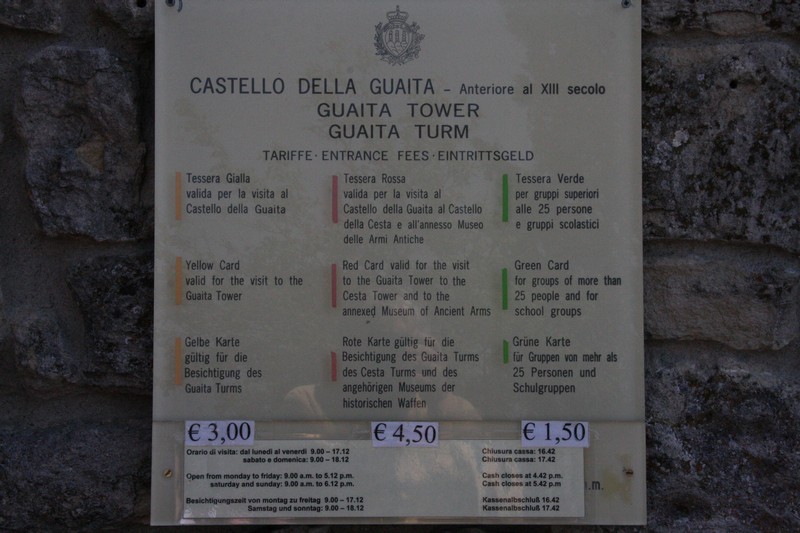 CASTELLO DELLA GUAITA – Anteriore al XIII secolo
GUAITA TOWER
GUAITA TURM
TARIFFE · ENTRANCE FEES · EINTRITTSGELD
Tessera Gialla
valida per la visita al
Castello della Guaita
Tessera Rossa
valida per la visita al
Castello della Guaita al Castello
della Cesta e all'annesso Museo
delle Armi Antiche
Tessera Verde
per gruppi superiori
alle 25 persone
e gruppi scolastici
Yellow Card
valid for the visit to the
Guaita Tower
Red Card valid for the visit
to the Guaita Tower to the
Cesta Tower and to the
annexed Museum of Ancient Arms
Green Card
for groups of more than
25 people and for
school groups
Gelbe Karte
gültig für die
Besichtigung des
Guaita Turms
Rote Karte gültig für die
Besichtigung des Guaita Turms
des Cesta Turms und des
angehörigen Museums der
historischen Waffen
Grüne Karte
für Gruppen von mehr als
25 Personen und
Schulgruppen
€ 3,00
€ 4,50
€ 1,50
Orario di visita: dal lunedi al venerdi 9.00 – 17.12
sabato e domenica: 9.00 – 18.12
Chiusurs cassa: 16.42
Chiusurs cassa: 17.42
Open from monday to friday: 9.00 a.m. to 5.12 p.m.
saturday and sunday: 9.00 a.m. to 6.12 p.m.
Cash closes at 4.42 p.m.
Cash closes at 5.42 p.m
Besichtigungszeit von montag zu freitag 9.00 - 17.12
Samstag und sonntag: 9.00 – 18.12
Kassenalbschluß 16.42
Kassenalbschluß 17.42